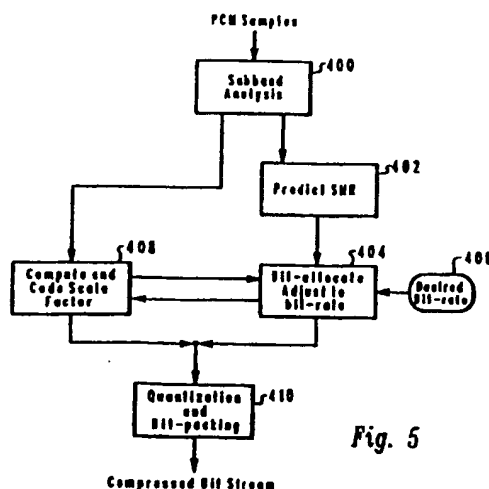 PCM Samples
400
Subband
Analysis
402
Predict SMR
408
404
Compute and
Code Scale
Factor
Bit-allocate
Adjust to
bit-rate
Desired
Bit-rate
Quantization
and
Bit-packing
410
Fig. 5
Compressed Bit Stream